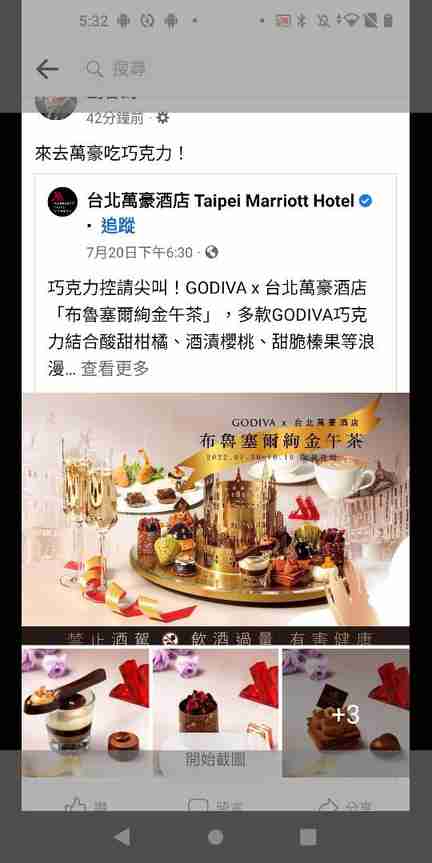 5:32
搜尋
42分鐘前
來去萬豪吃巧克力！
台北萬豪酒店 Taipei Marriott Hotel
· 追蹤
7月20日下午6:30 ·
巧克力控請尖叫！GODIVA x 台北萬豪酒店
「布魯塞爾絢金午茶」，多款GODIVA巧克
力結合酸甜柑橘、酒漬櫻桃、甜脆榛果等浪
漫... 查看更多
GODIVA x 台北萬豪酒店
布魯塞爾絢金午茶
禁止酒駕 飲酒過量 有害健康
+3
開始截圖
讚 留言 分享